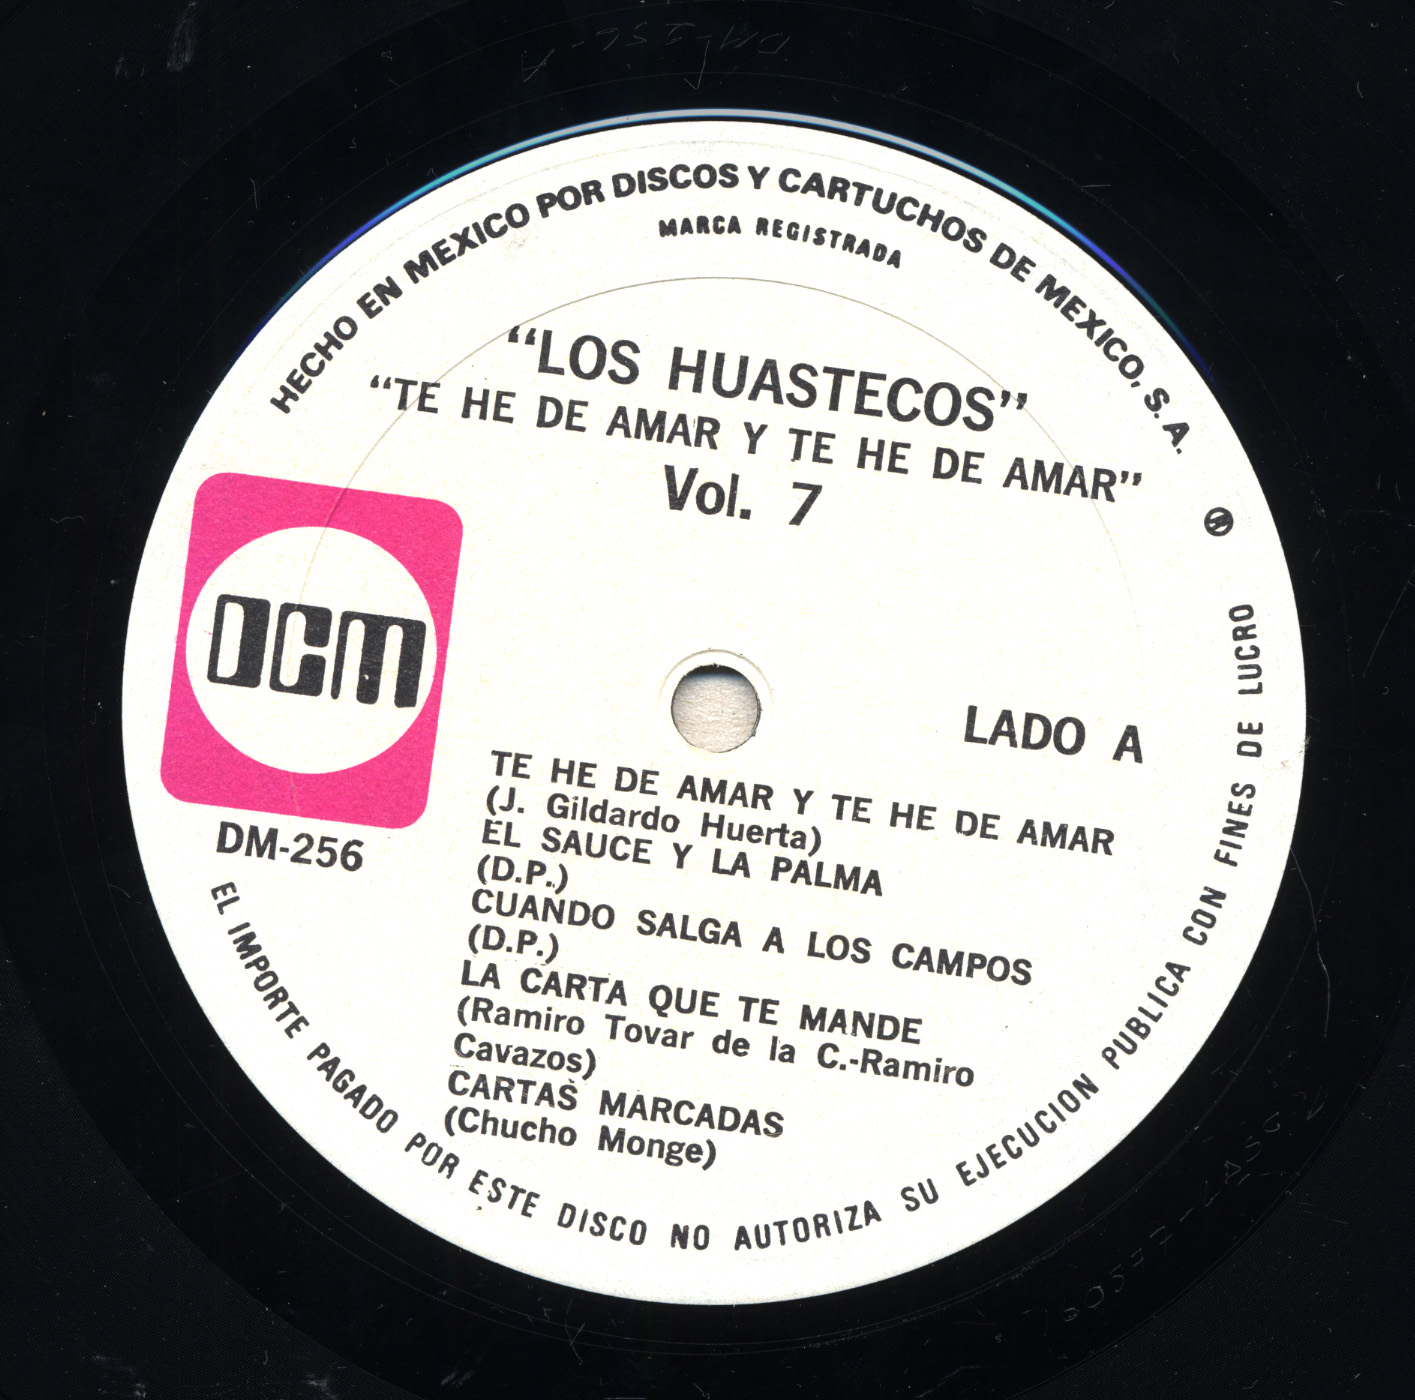 HECHO EN MEXICO POR DISCOS Y CARTUCHOS DE MEXICO, S. A.
MARCA REGISTRADA
“LOS HUASTECOS”
“TE HE DE AMAR Y TE HE DE AMAR”
Vol. 7
DCM
DM-256
LADO A
TE HE DE AMAR Y TE HE DE AMAR
(J. Gildardo Huerta)
EL SAUCE Y LA PALMA
(D.P.)
CUANDO SALGA A LOS CAMPOS
(D.P.)
LA CARTA QUE TE MANDE
(Ramiro Tovar de la C.-Ramiro
Cavazos)
CARTAS MARCADAS
(Chucho Monge)
EL IMPORTE PAGADO POR ESTE DISCO NO AUTORIZA SU EJECUCION PUBLICA CON FINES DE LUCRO
DM-256-A